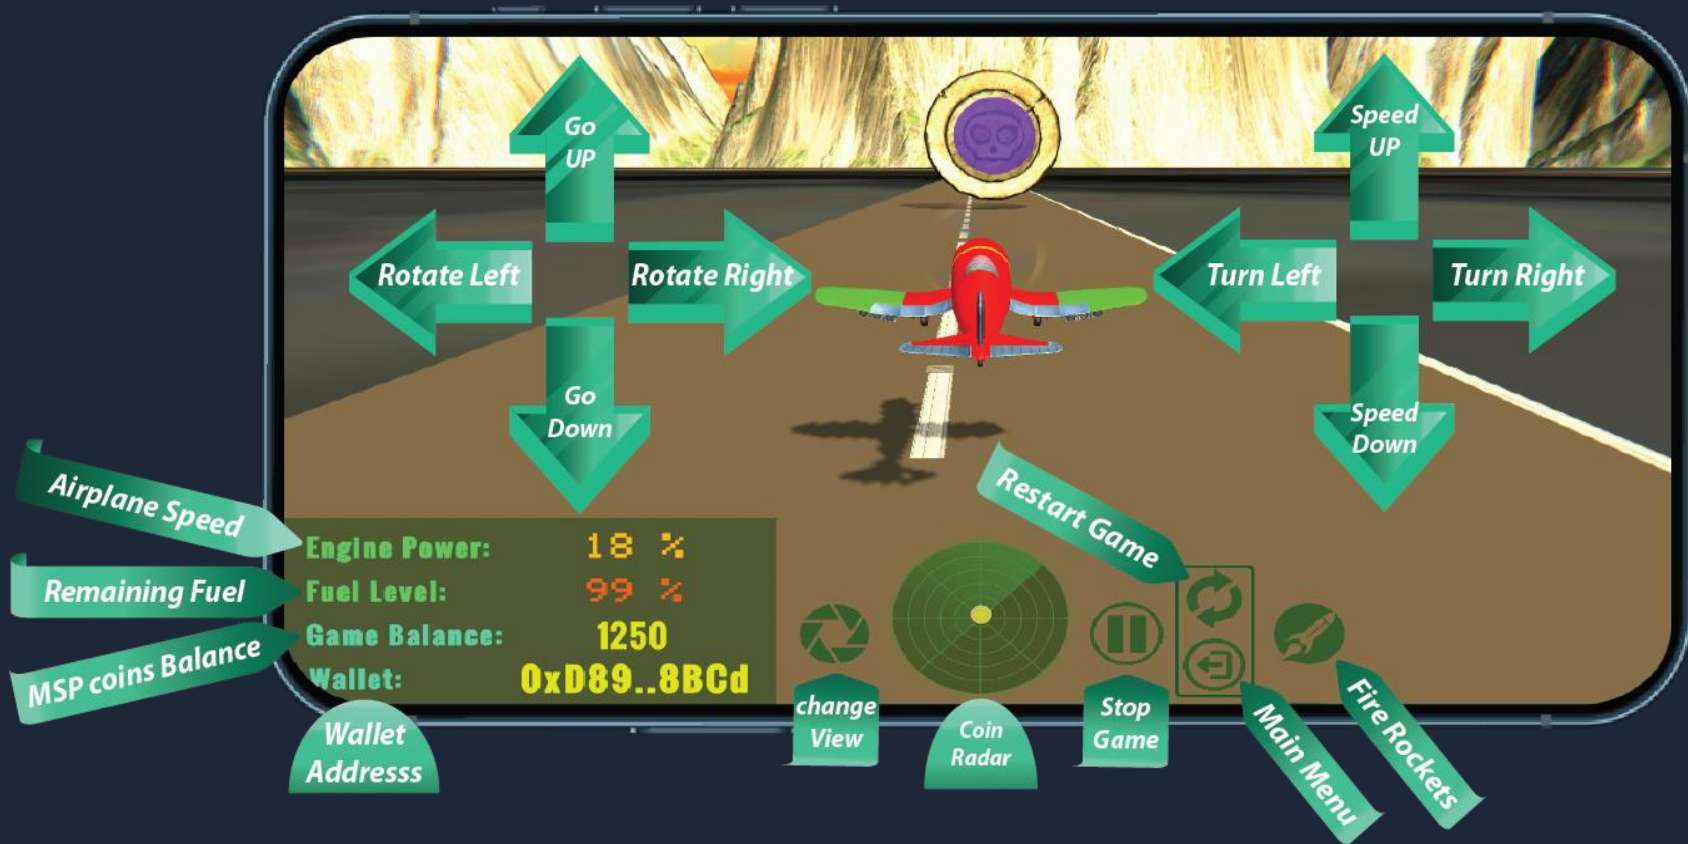 Go
UP
Speed
UP
Rotate Left
Rotate Right
Turn Left
Turn Right
Go
Down
Speed
Down
Airplane Speed
Remaining Fuel
MSP coins Balance
Engine Power: 18 %
Fuel Level: 99 %
Game Balance: 1250
Wallet: 0xD89..8BCd
Restart Game
Wallet
Addresss
change
View
Coin
Radar
Stop
Game
Main Menu
Fire Rockets